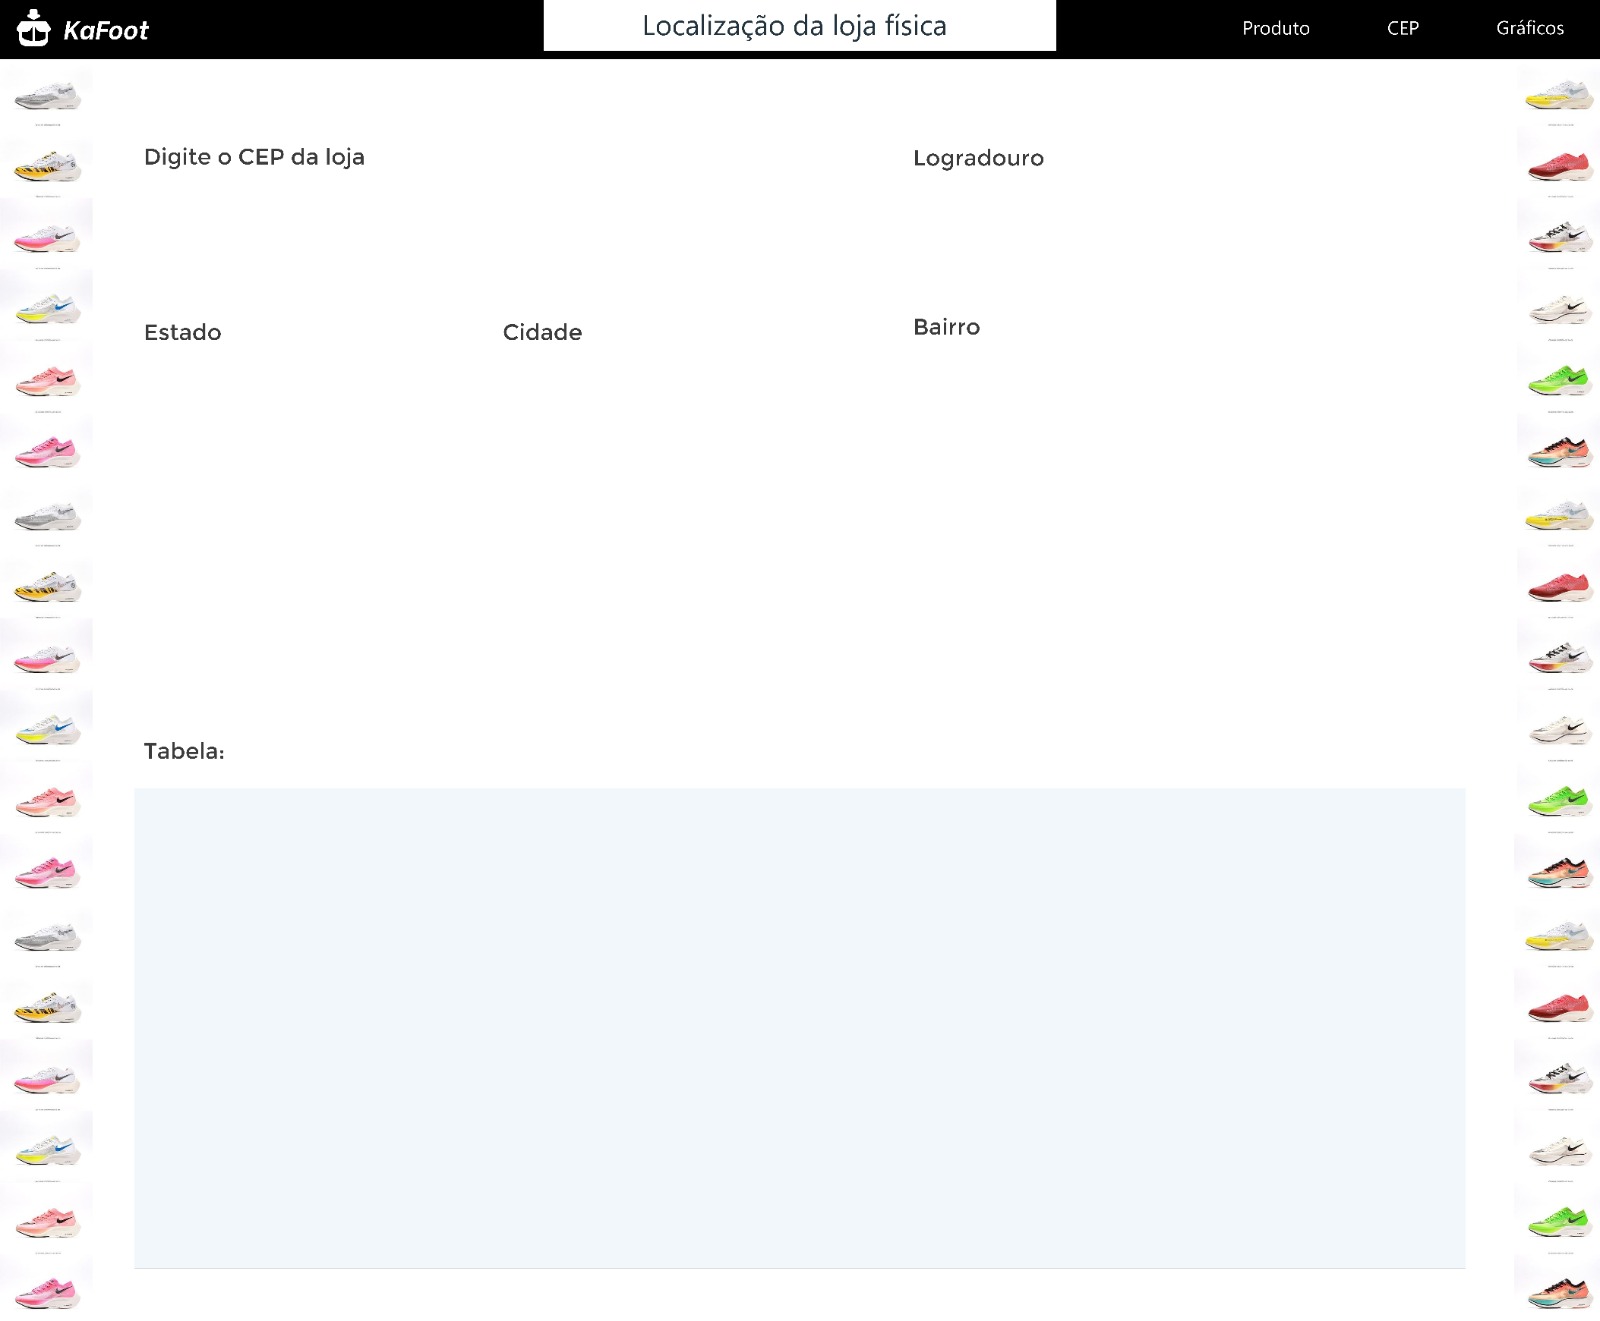 KaFoot
Localização da loja física
Produto
CEP
Gráficos
Digite o CEP da loja
Logradouro
Estado
Cidade
Bairro
Tabela: